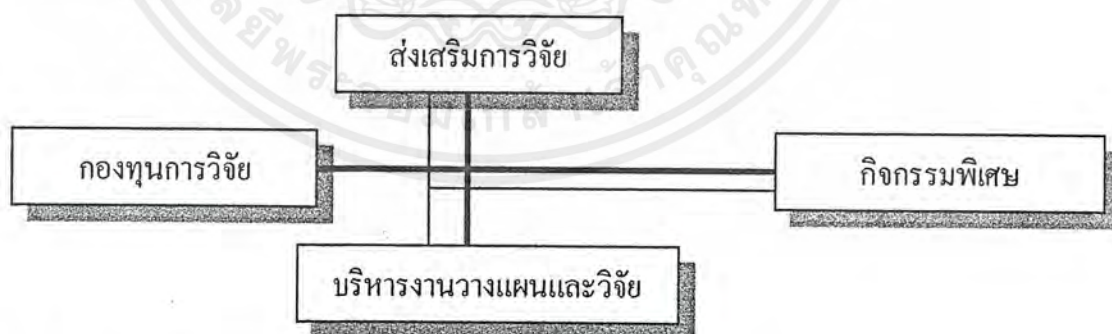 ส่งเสริมการวิจัย
กองทุนการวิจัย
กิจกรรมพิเศษ
บริหารงานวางแผนและวิจัย